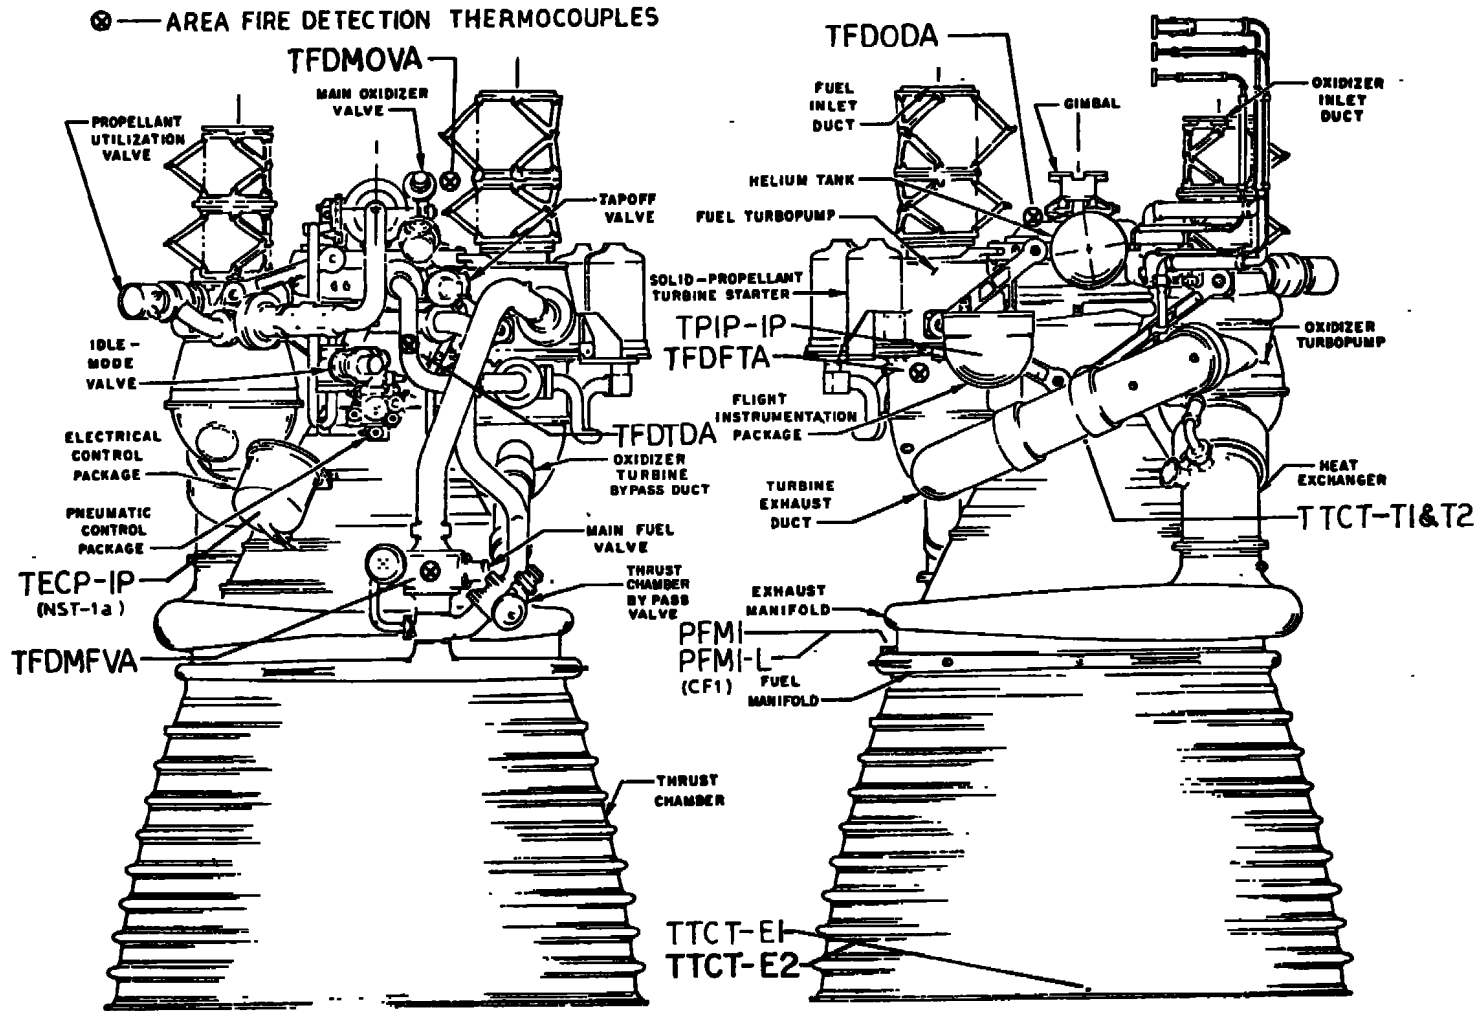 ⊗—AREA FIRE DETECTION THERMOCOUPLES
TFDMOVA
MAIN OXIDIZER
VALVE
PROPELLANT
UTILIZATION
VALVE
TAPOFF
VALVE
IDLE-
MODE
VALVE
ELECTRICAL
CONTROL
PACKAGE
PNEUMATIC
CONTROL
PACKAGE
TECP-1P
(NST-1a)
TFDMFVA
TFDTDA
OXIDIZER
TURBINE
BYPASS DUCT
MAIN FUEL
VALVE
THRUST
CHAMBER
BYPASS
VALVE
THRUST
CHAMBER
TFDODA
FUEL
INLET
DUCT
GIMBAL
OXIDIZER
INLET
DUCT
HELIUM TANK
FUEL TURBOPUMP
SOLID-PROPELLANT
TURBINE STARTER
TPIP-1P
TFDFTA
OXIDIZER
TURBOPUMP
FLIGHT
INSTRUMENTATION
PACKAGE
TURBINE
EXHAUST
DUCT
HEAT
EXCHANGER
TTCT-T1&T2
EXHAUST
MANIFOLD
PFMI
PFMI-L
(CF1)
FUEL
MANIFOLD
TTCT-E1
TTCT-E2